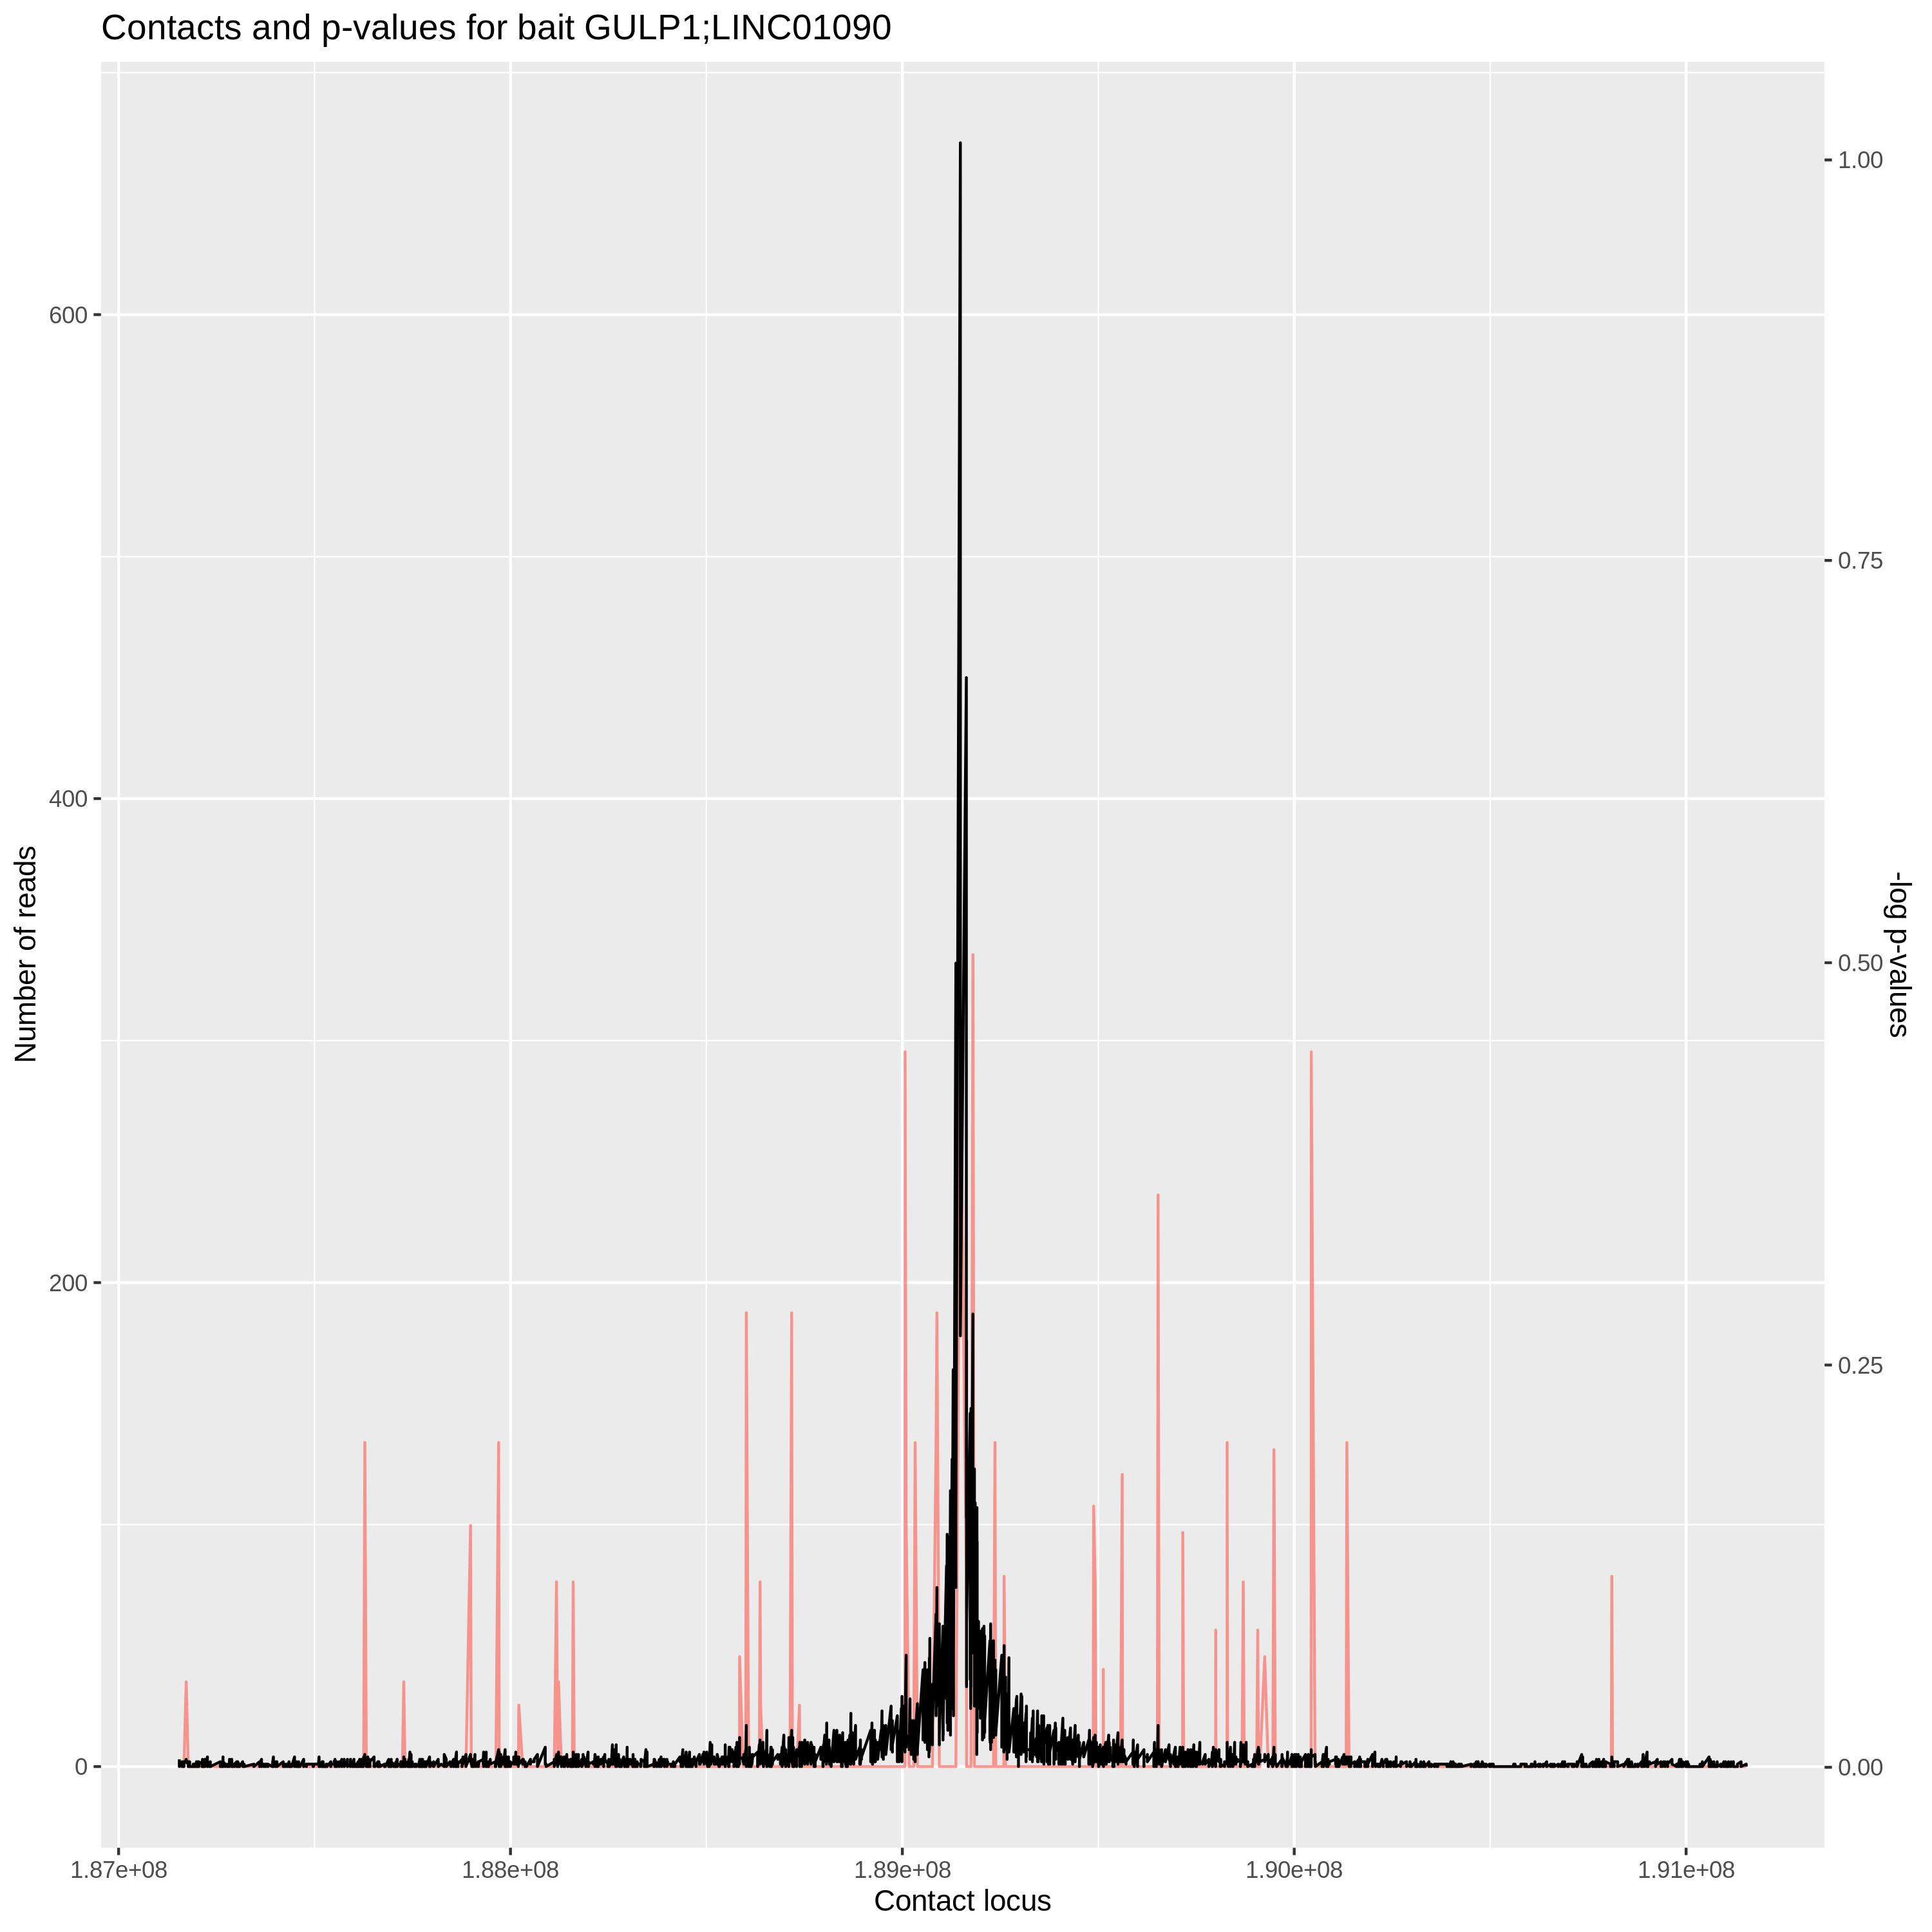 Contacts and p-values for bait GULP1;LINC01090
600
400
200
0
Number of reads
1.00
0.75
0.50
0.25
0.00
-log p-values
1.87e+08
1.88e+08
1.89e+08
1.90e+08
1.91e+08
Contact locus